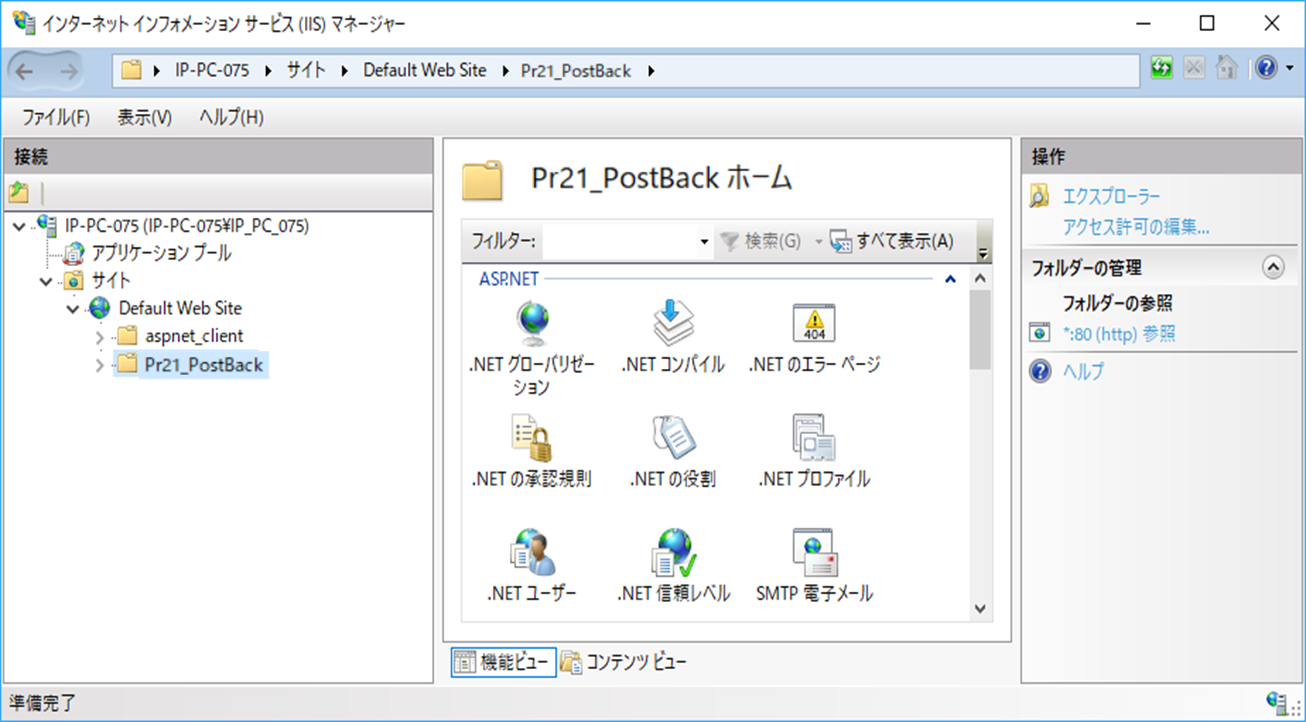 インターネット インフォメーション サービス (IIS) マネージャー
IP-PC-075 サイト Default Web Site Pr21_PostBack
ファイル(F) 表示(V) ヘルプ(H)
接続
IP-PC-075 (IP-PC-075¥IP_PC_075)
アプリケーション プール
サイト
Default Web Site
aspnet_client
Pr21_PostBack
Pr21_PostBack ホーム
フィルター: 検索(G) すべて表示(A)
ASP.NET
.NET グローバリゼー
ション
.NET コンパイル
404
.NET のエラー ページ
.NET の承認規則
.NET の役割
.NET プロファイル
.NET ユーザー
.NET 信頼レベル
SMTP 電子メール
機能ビュー コンテンツ ビュー
操作
エクスプローラー
アクセス許可の編集...
フォルダーの管理
フォルダーの参照
*:80 (http) 参照
ヘルプ
準備完了